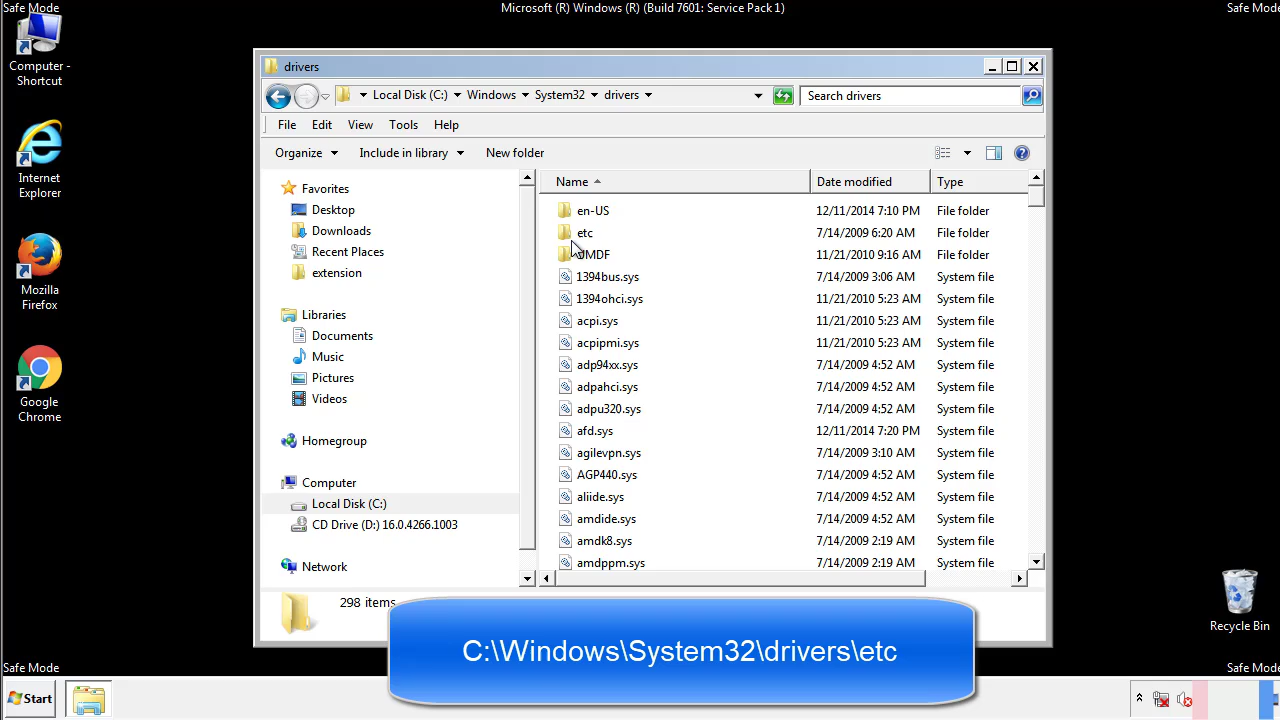 Safe Mode
Microsoft (R) Windows (R) (Build 7601: Service Pack 1)
Safe Mode
Computer -
Shortcut
Internet
Explorer
Mozilla
Firefox
Google
Chrome
drivers
Local Disk (C:) Windows System32 drivers
Search drivers
File Edit View Tools Help
Organize Include in library New folder
Favorites
Desktop
Downloads
Recent Places
extension
Libraries
Documents
Music
Pictures
Videos
Homegroup
Computer
Local Disk (C:)
CD Drive (D:) 16.0.4266.1003
Network
Name Date modified Type
en-US 12/11/2014 7:10 PM File folder
etc 7/14/2009 6:20 AM File folder
UMDF 11/21/2010 9:16 AM File folder
1394bus.sys 7/14/2009 3:06 AM System file
1394ohci.sys 11/21/2010 5:23 AM System file
acpi.sys 11/21/2010 5:23 AM System file
acpipmi.sys 11/21/2010 5:23 AM System file
adp94xx.sys 7/14/2009 4:52 AM System file
adpahci.sys 7/14/2009 4:52 AM System file
adpu320.sys 7/14/2009 4:52 AM System file
afd.sys 12/11/2014 7:20 PM System file
agilevpn.sys 7/14/2009 3:10 AM System file
AGP440.sys 7/14/2009 4:52 AM System file
aliide.sys 7/14/2009 4:52 AM System file
amdide.sys 7/14/2009 4:52 AM System file
amdk8.sys 7/14/2009 2:19 AM System file
amdppm.sys 7/14/2009 2:19 AM System file
298 items
C:\Windows\System32\drivers\etc
Recycle Bin
Safe Mode
Safe Mode
Start